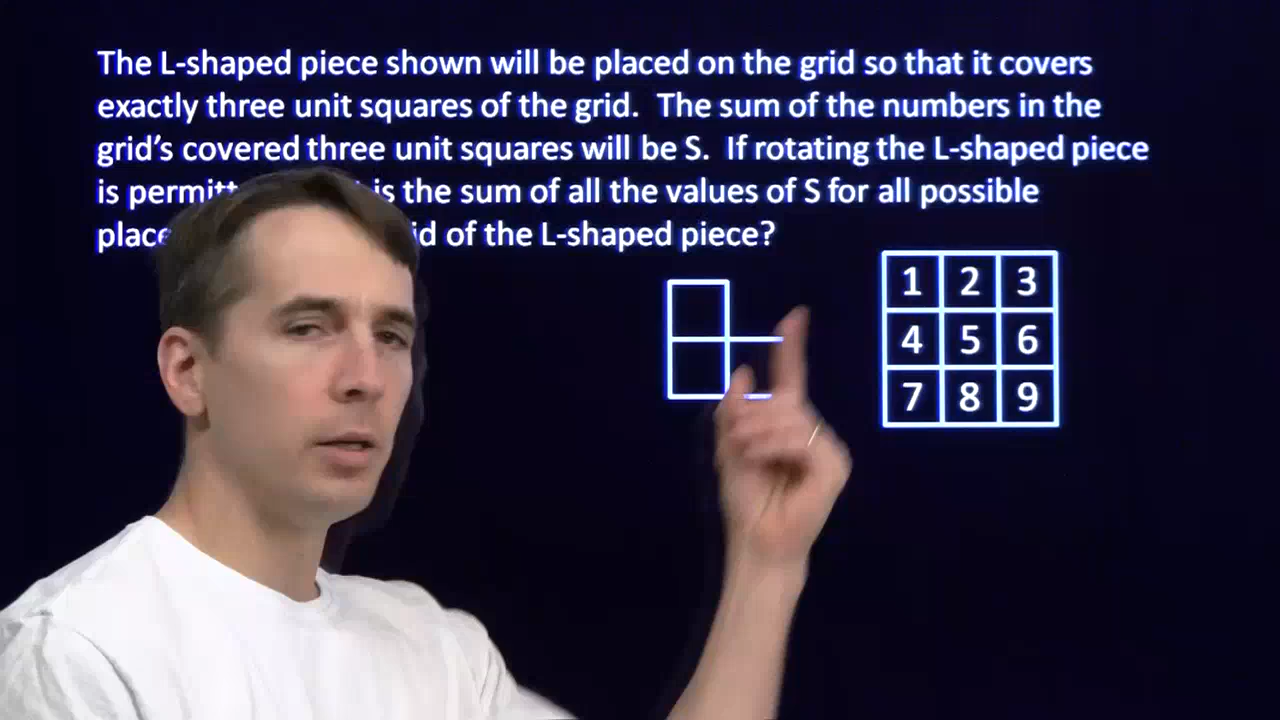 The L-shaped piece shown will be placed on the grid so that it covers
exactly three unit squares of the grid. The sum of the numbers in the
grid's covered three unit squares will be S. If rotating the L-shaped piece
is is the sum of all the values of S for all possible
of the L-shaped piece?
1 2 3
4 5 6
7 8 9